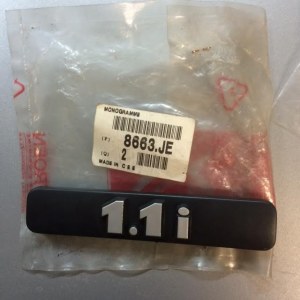 MONOGRAMME
(P) 8663.JE
(Q) 2
MADE IN C E E
1.1i